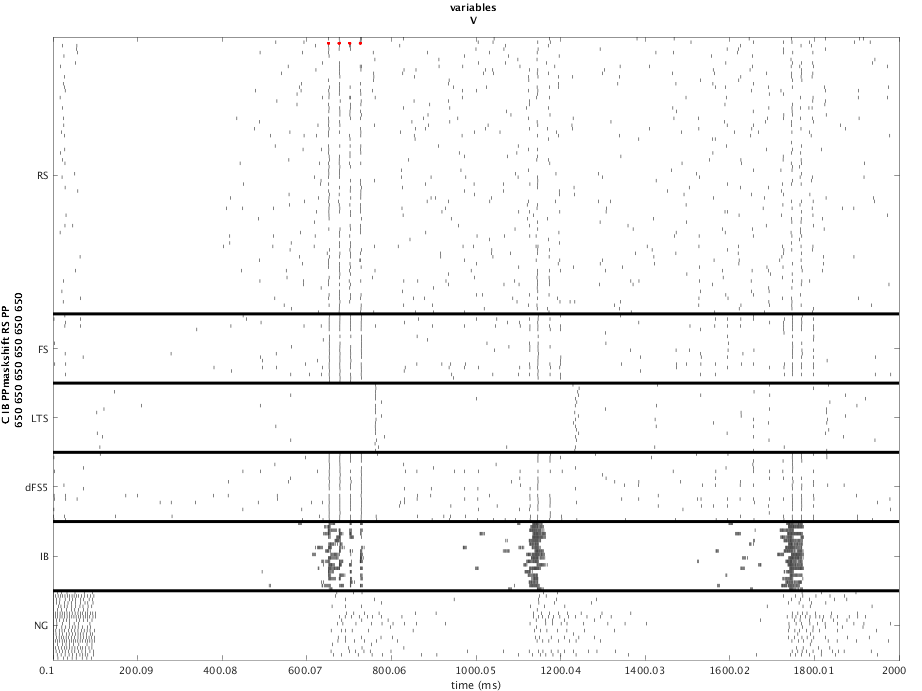 variables
V
RS
FS
LTS
dFS5
IB
NG
C IB PPmaskshift RS PP
650 650 650 650 650 650
0.1 200.09 400.08 600.07 800.06 1000.05 1200.04 1400.03 1600.02 1800.01 2000
time (ms)